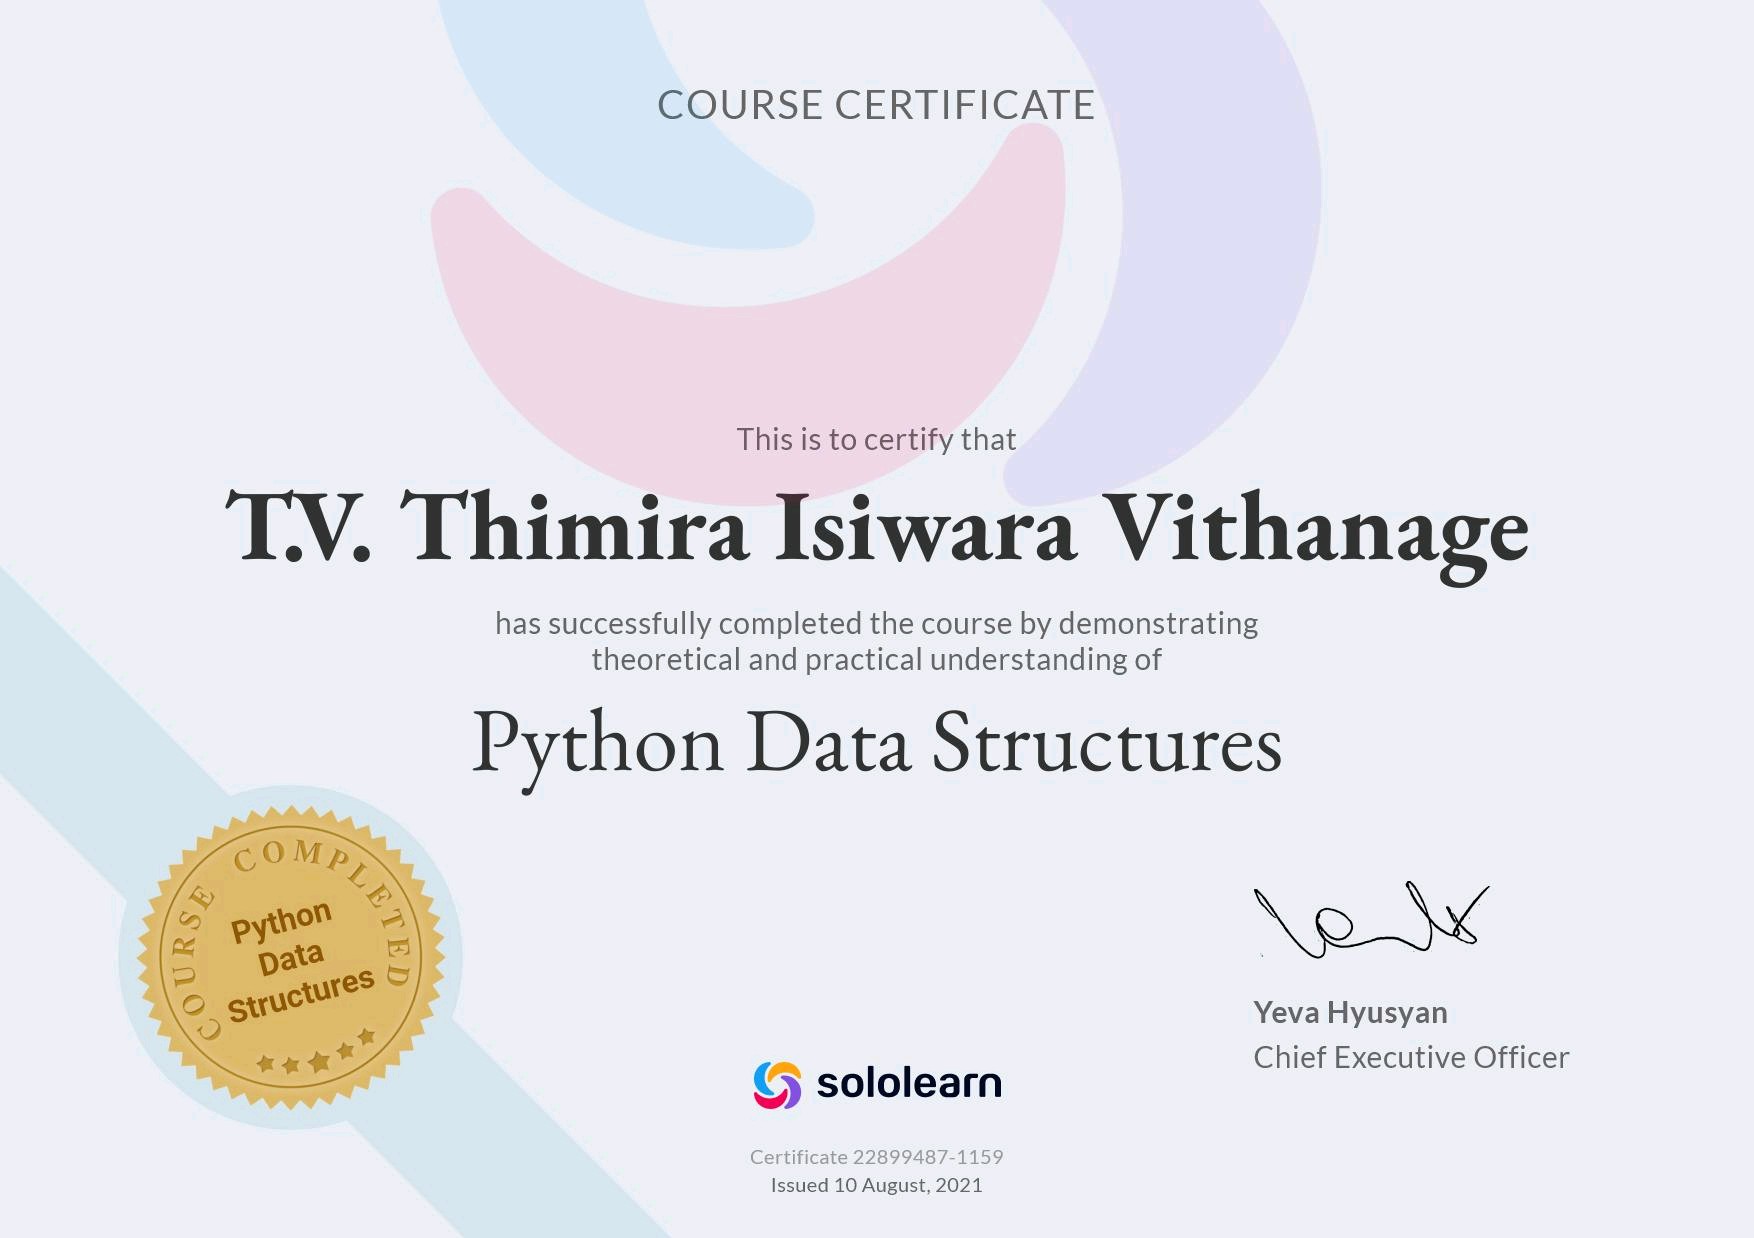 COURSE CERTIFICATE
This is to certify that
T.V. Thimira Isiwara Vithanage
has successfully completed the course by demonstrating
theoretical and practical understanding of
Python Data Structures
COURSE COMPLETED
Python
Data
Structures
Yeva Hyusyan
Chief Executive Officer
sololearn
Certificate 22899487-1159
Issued 10 August, 2021